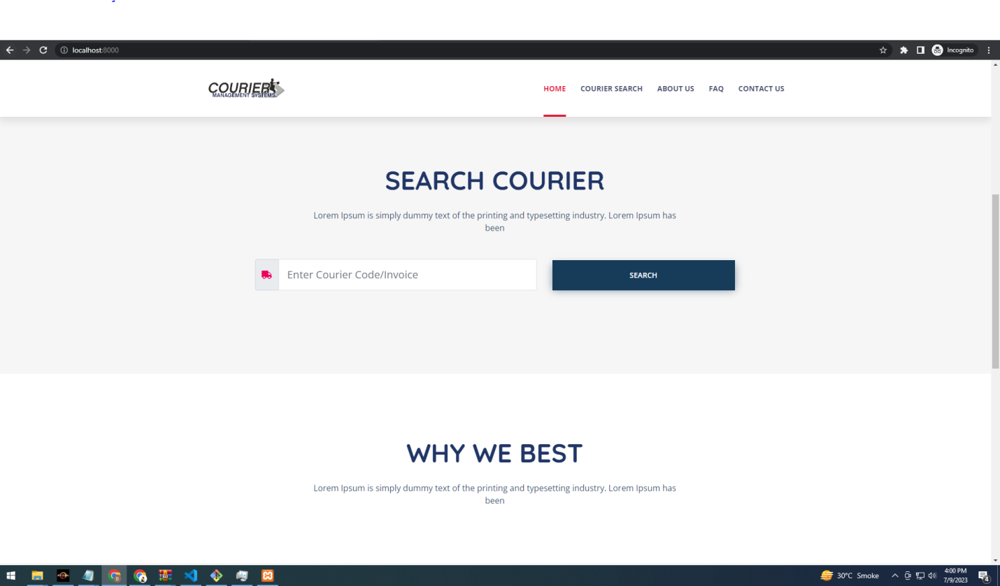 localhost:8000
Incognito
COURIER
MANAGEMENT SYSTEMS
HOME
COURIER SEARCH
ABOUT US
FAQ
CONTACT US
SEARCH COURIER
Lorem Ipsum is simply dummy text of the printing and typesetting industry. Lorem Ipsum has
been
Enter Courier Code/Invoice
SEARCH
WHY WE BEST
Lorem Ipsum is simply dummy text of the printing and typesetting industry. Lorem Ipsum has
been
30°C Smoke
4:00 PM
7/9/2023
4